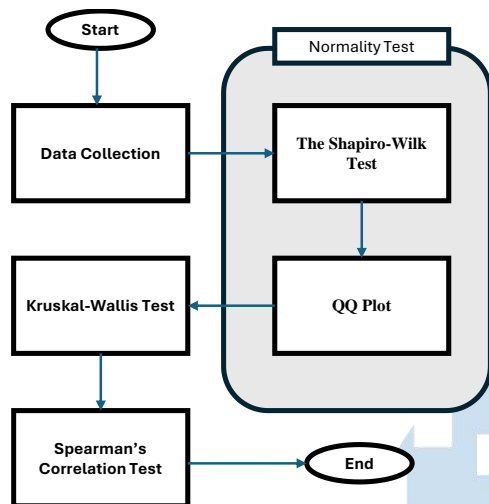 Start
Normality Test
Data Collection
The Shapiro-Wilk
Test
Kruskal-Wallis Test
QQ Plot
Spearman's
Correlation Test
End